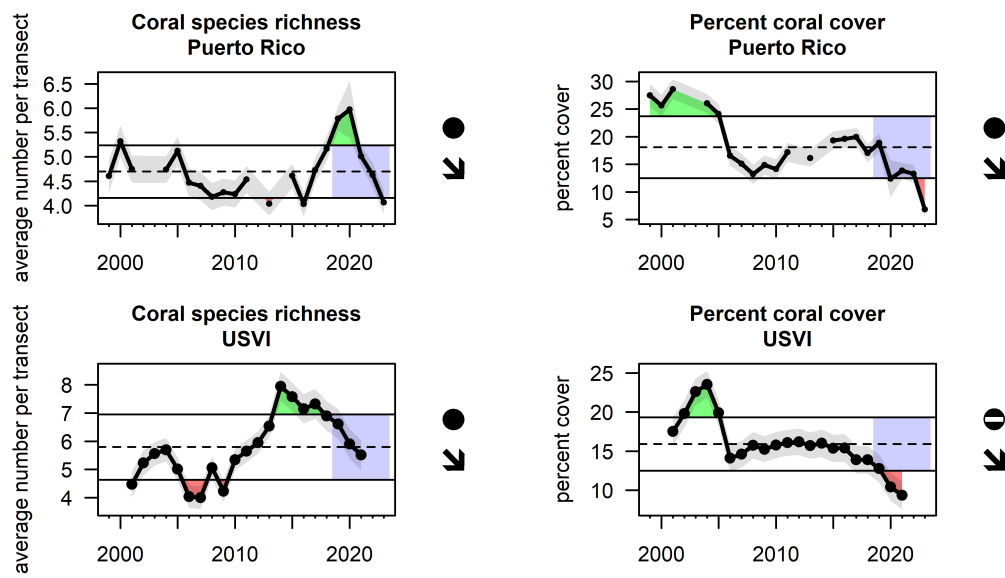 Coral species richness
Puerto Rico
average number per transect
6.5
6.0
5.5
5.0
4.5
4.0
2000 2010 2020
Percent coral cover
Puerto Rico
percent cover
30
25
20
15
10
5
2000 2010 2020
Coral species richness
USVI
average number per transect
8
7
6
5
4
2000 2010 2020
Percent coral cover
USVI
percent cover
25
20
15
10
2000 2010 2020